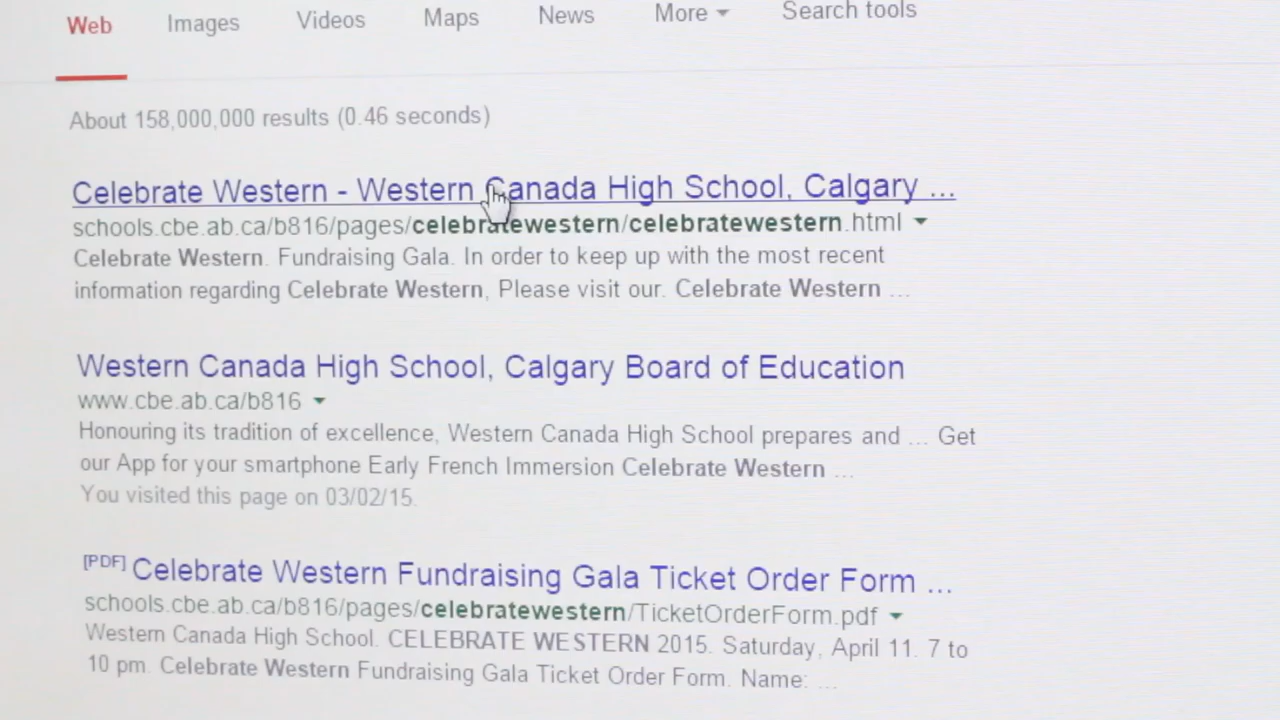 Web Images Videos Maps News More Search tools
About 158,000,000 results (0.46 seconds)
Celebrate Western - Western Canada High School, Calgary ...
schools.cbe.ab.ca/b816/pages/celebratewestern/celebratewestern.html
Celebrate Western. Fundraising Gala. In order to keep up with the most recent
information regarding Celebrate Western, Please visit our. Celebrate Western ...
Western Canada High School, Calgary Board of Education
www.cbe.ab.ca/b816
Honouring its tradition of excellence, Western Canada High School prepares and ... Get
our App for your smartphone Early French Immersion Celebrate Western ...
You visited this page on 03/02/15.
[PDF] Celebrate Western Fundraising Gala Ticket Order Form ...
schools.cbe.ab.ca/b816/pages/celebratewestern/TicketOrderForm.pdf
Western Canada High School. CELEBRATE WESTERN 2015. Saturday, April 11. 7 to
10 pm. Celebrate Western Fundraising Gala Ticket Order Form. Name: ...